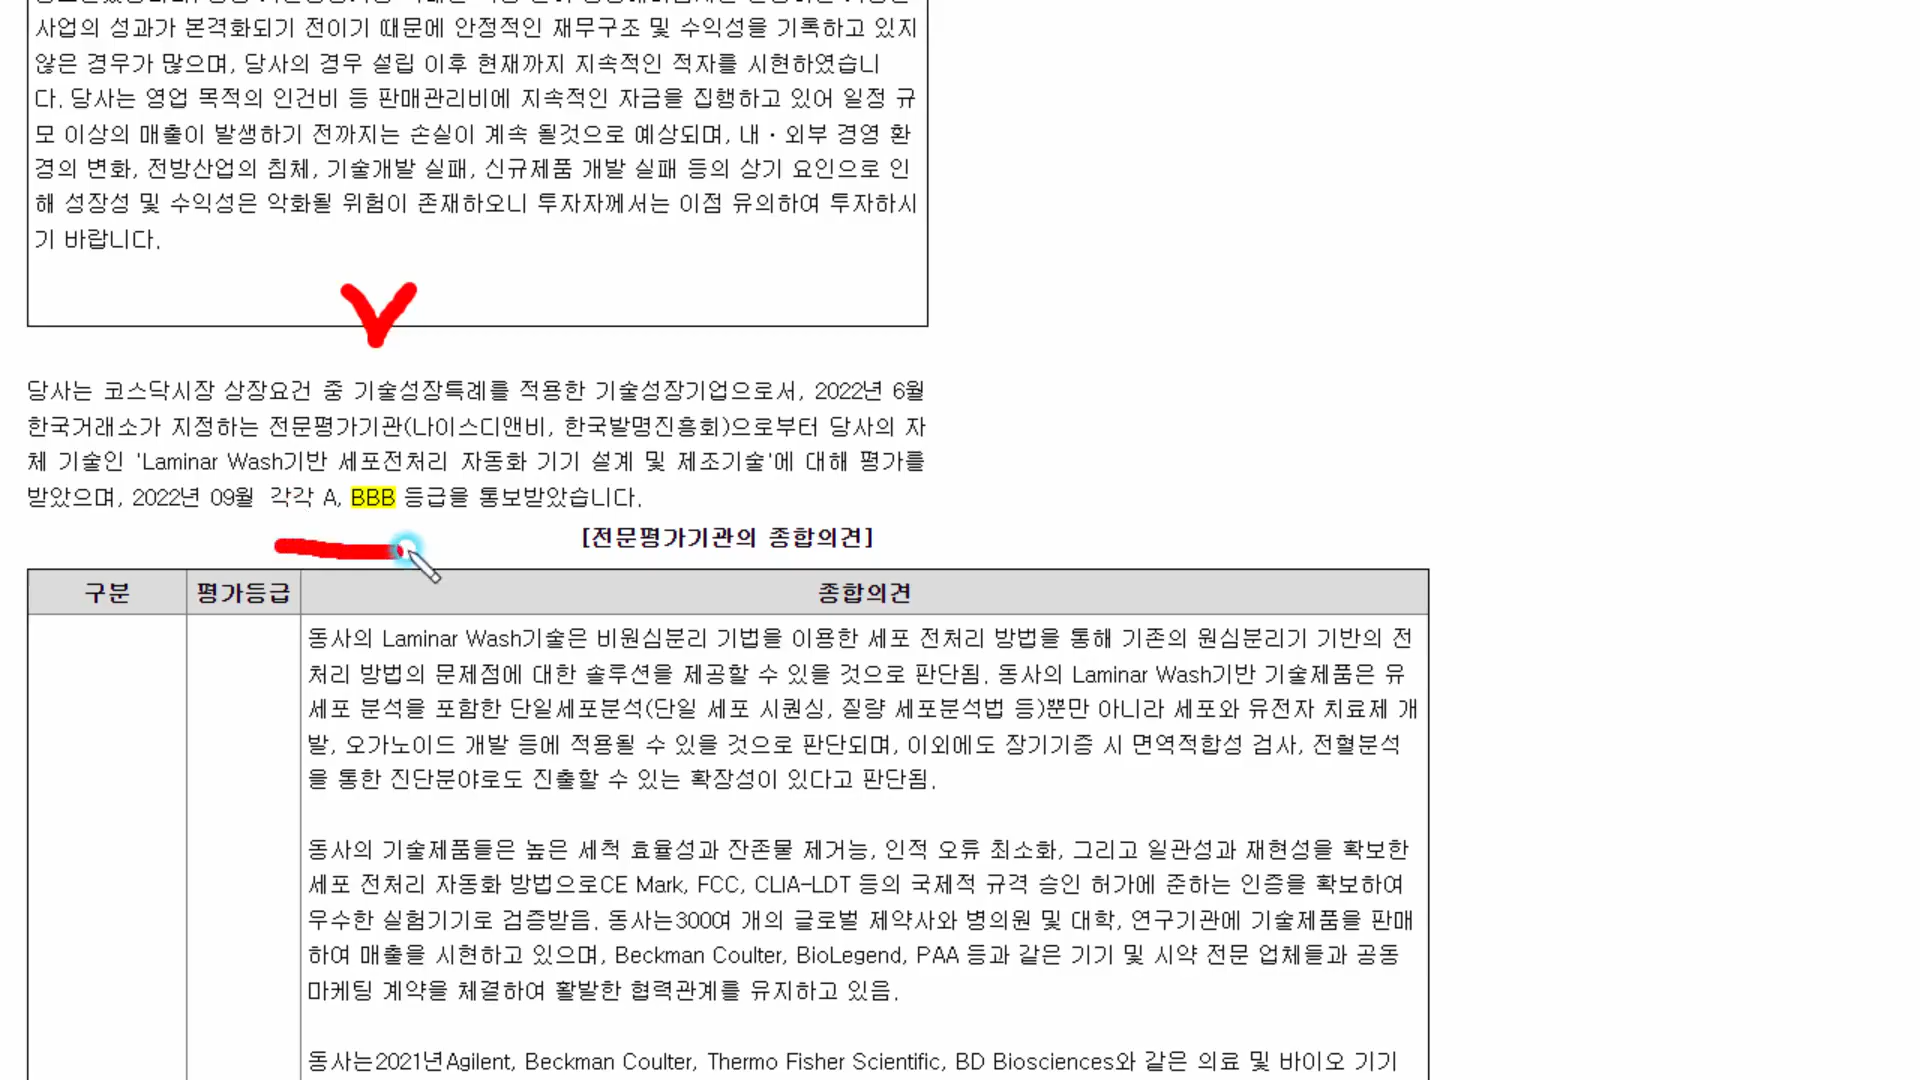 사업의 성과가 본격화되기 전이기 때문에 안정적인 재무구조 및 수익성을 기록하고 있지
않은 경우가 많으며, 당사의 경우 설립 이후 현재까지 지속적인 적자를 시현하였습니
다. 당사는 영업 목적의 인건비 등 판매관리비에 지속적인 자금을 집행하고 있어 일정 규
모 이상의 매출이 발생하기 전까지는 손실이 계속 될것으로 예상되며, 내·외부 경영 환
경의 변화, 전방산업의 침체, 기술개발 실패, 신규제품 개발 실패 등의 상기 요인으로 인
해 성장성 및 수익성은 악화될 위험이 존재하오니 투자자께서는 이점 유의하여 투자하시
기 바랍니다.
당사는 코스닥시장 상장요건 중 기술성장특례를 적용한 기술성장기업으로서, 2022년 6월
한국거래소가 지정하는 전문평가기관(나이스디앤비, 한국발명진흥회)으로부터 당사의 자
체 기술인 'Laminar Wash기반 세포전처리 자동화 기기 설계 및 제조기술'에 대해 평가를
받았으며, 2022년 09월 각각 A, BBB 등급을 통보받았습니다.
[전문평가기관의 종합의견]
구분 평가등급 종합의견
동사의 Laminar Wash기술은 비원심분리 기법을 이용한 세포 전처리 방법을 통해 기존의 원심분리기 기반의 전
처리 방법의 문제점에 대한 솔루션을 제공할 수 있을 것으로 판단됨. 동사의 Laminar Wash기반 기술제품은 유
세포 분석을 포함한 단일세포분석(단일 세포 시퀀싱, 질량 세포분석법 등)뿐만 아니라 세포와 유전자 치료제 개
발, 오가노이드 개발 등에 적용될 수 있을 것으로 판단되며, 이외에도 장기기증 시 면역적합성 검사, 전혈분석
을 통한 진단분야로도 진출할 수 있는 확장성이 있다고 판단됨.
동사의 기술제품들은 높은 세척 효율성과 잔존물 제거능, 인적 오류 최소화, 그리고 일관성과 재현성을 확보한
세포 전처리 자동화 방법으로CE Mark, FCC, CLIA-LDT 등의 국제적 규격 승인 허가에 준하는 인증을 확보하여
우수한 실험기기로 검증받음. 동사는300여 개의 글로벌 제약사와 병의원 및 대학, 연구기관에 기술제품을 판매
하여 매출을 시현하고 있으며, Beckman Coulter, BioLegend, PAA 등과 같은 기기 및 시약 전문 업체들과 공동
마케팅 계약을 체결하여 활발한 협력관계를 유지하고 있음.
동사는2021년Agilent, Beckman Coulter, Thermo Fisher Scientific, BD Biosciences와 같은 의료 및 바이오 기기